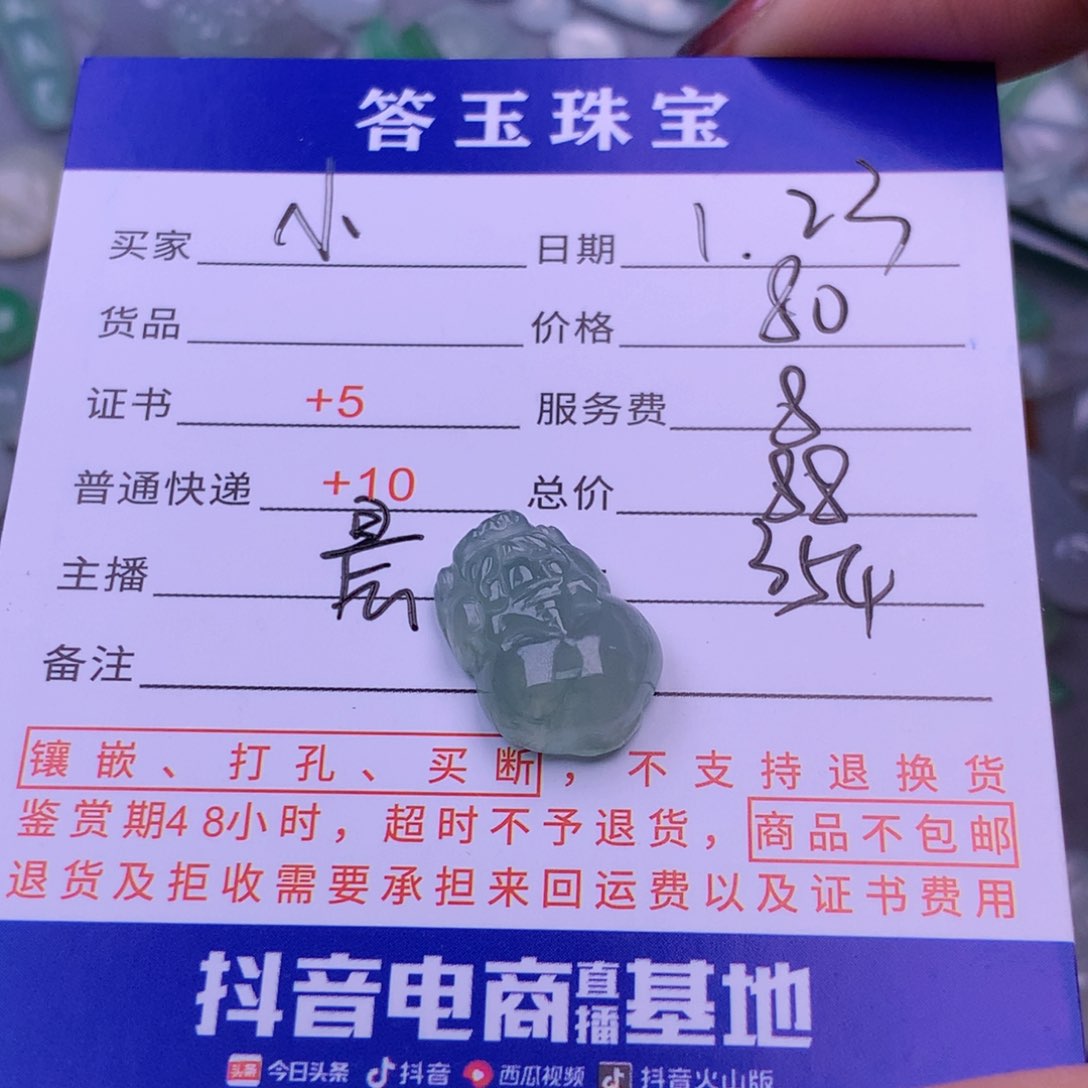 答玉珠宝
买家 小 日期 1.23
货品 价格 80
证书 +5 服务费 8
普通快递 +10 总价 88
主播 354
备注
镶嵌、打孔、买断，不支持退换货
鉴赏期48小时，超时不予退货，商品不包邮
退货及拒收需要承担来回运费以及证书费用
抖音电商直播基地
头条 今日头条 抖音 西瓜视频 抖音火山版